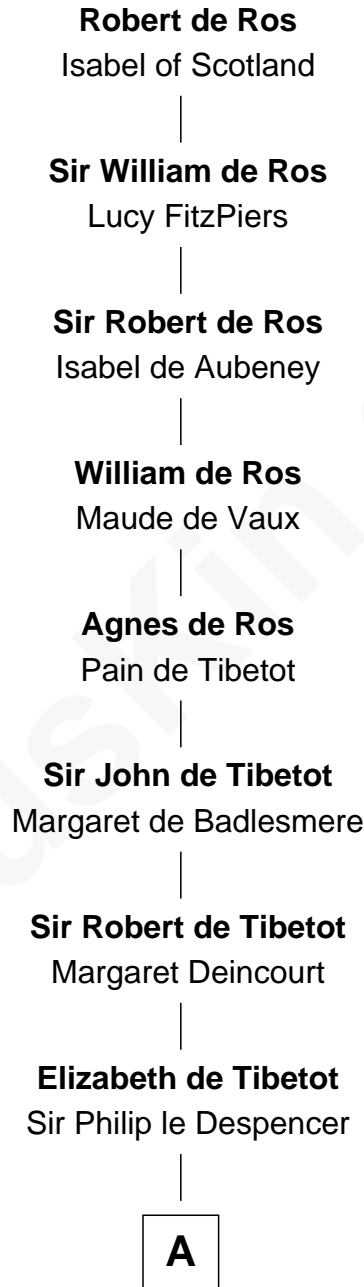 Robert de Ros
Isabel of Scotland
Sir William de Ros
Lucy FitzPiers
Sir Robert de Ros
Isabel de Aubeney
William de Ros
Maude de Vaux
Agnes de Ros
Pain de Tibetot
Sir John de Tibetot
Margaret de Badlesmere
Sir Robert de Tibetot
Margaret Deincourt
Elizabeth de Tibetot
Sir Philip le Despencer
A